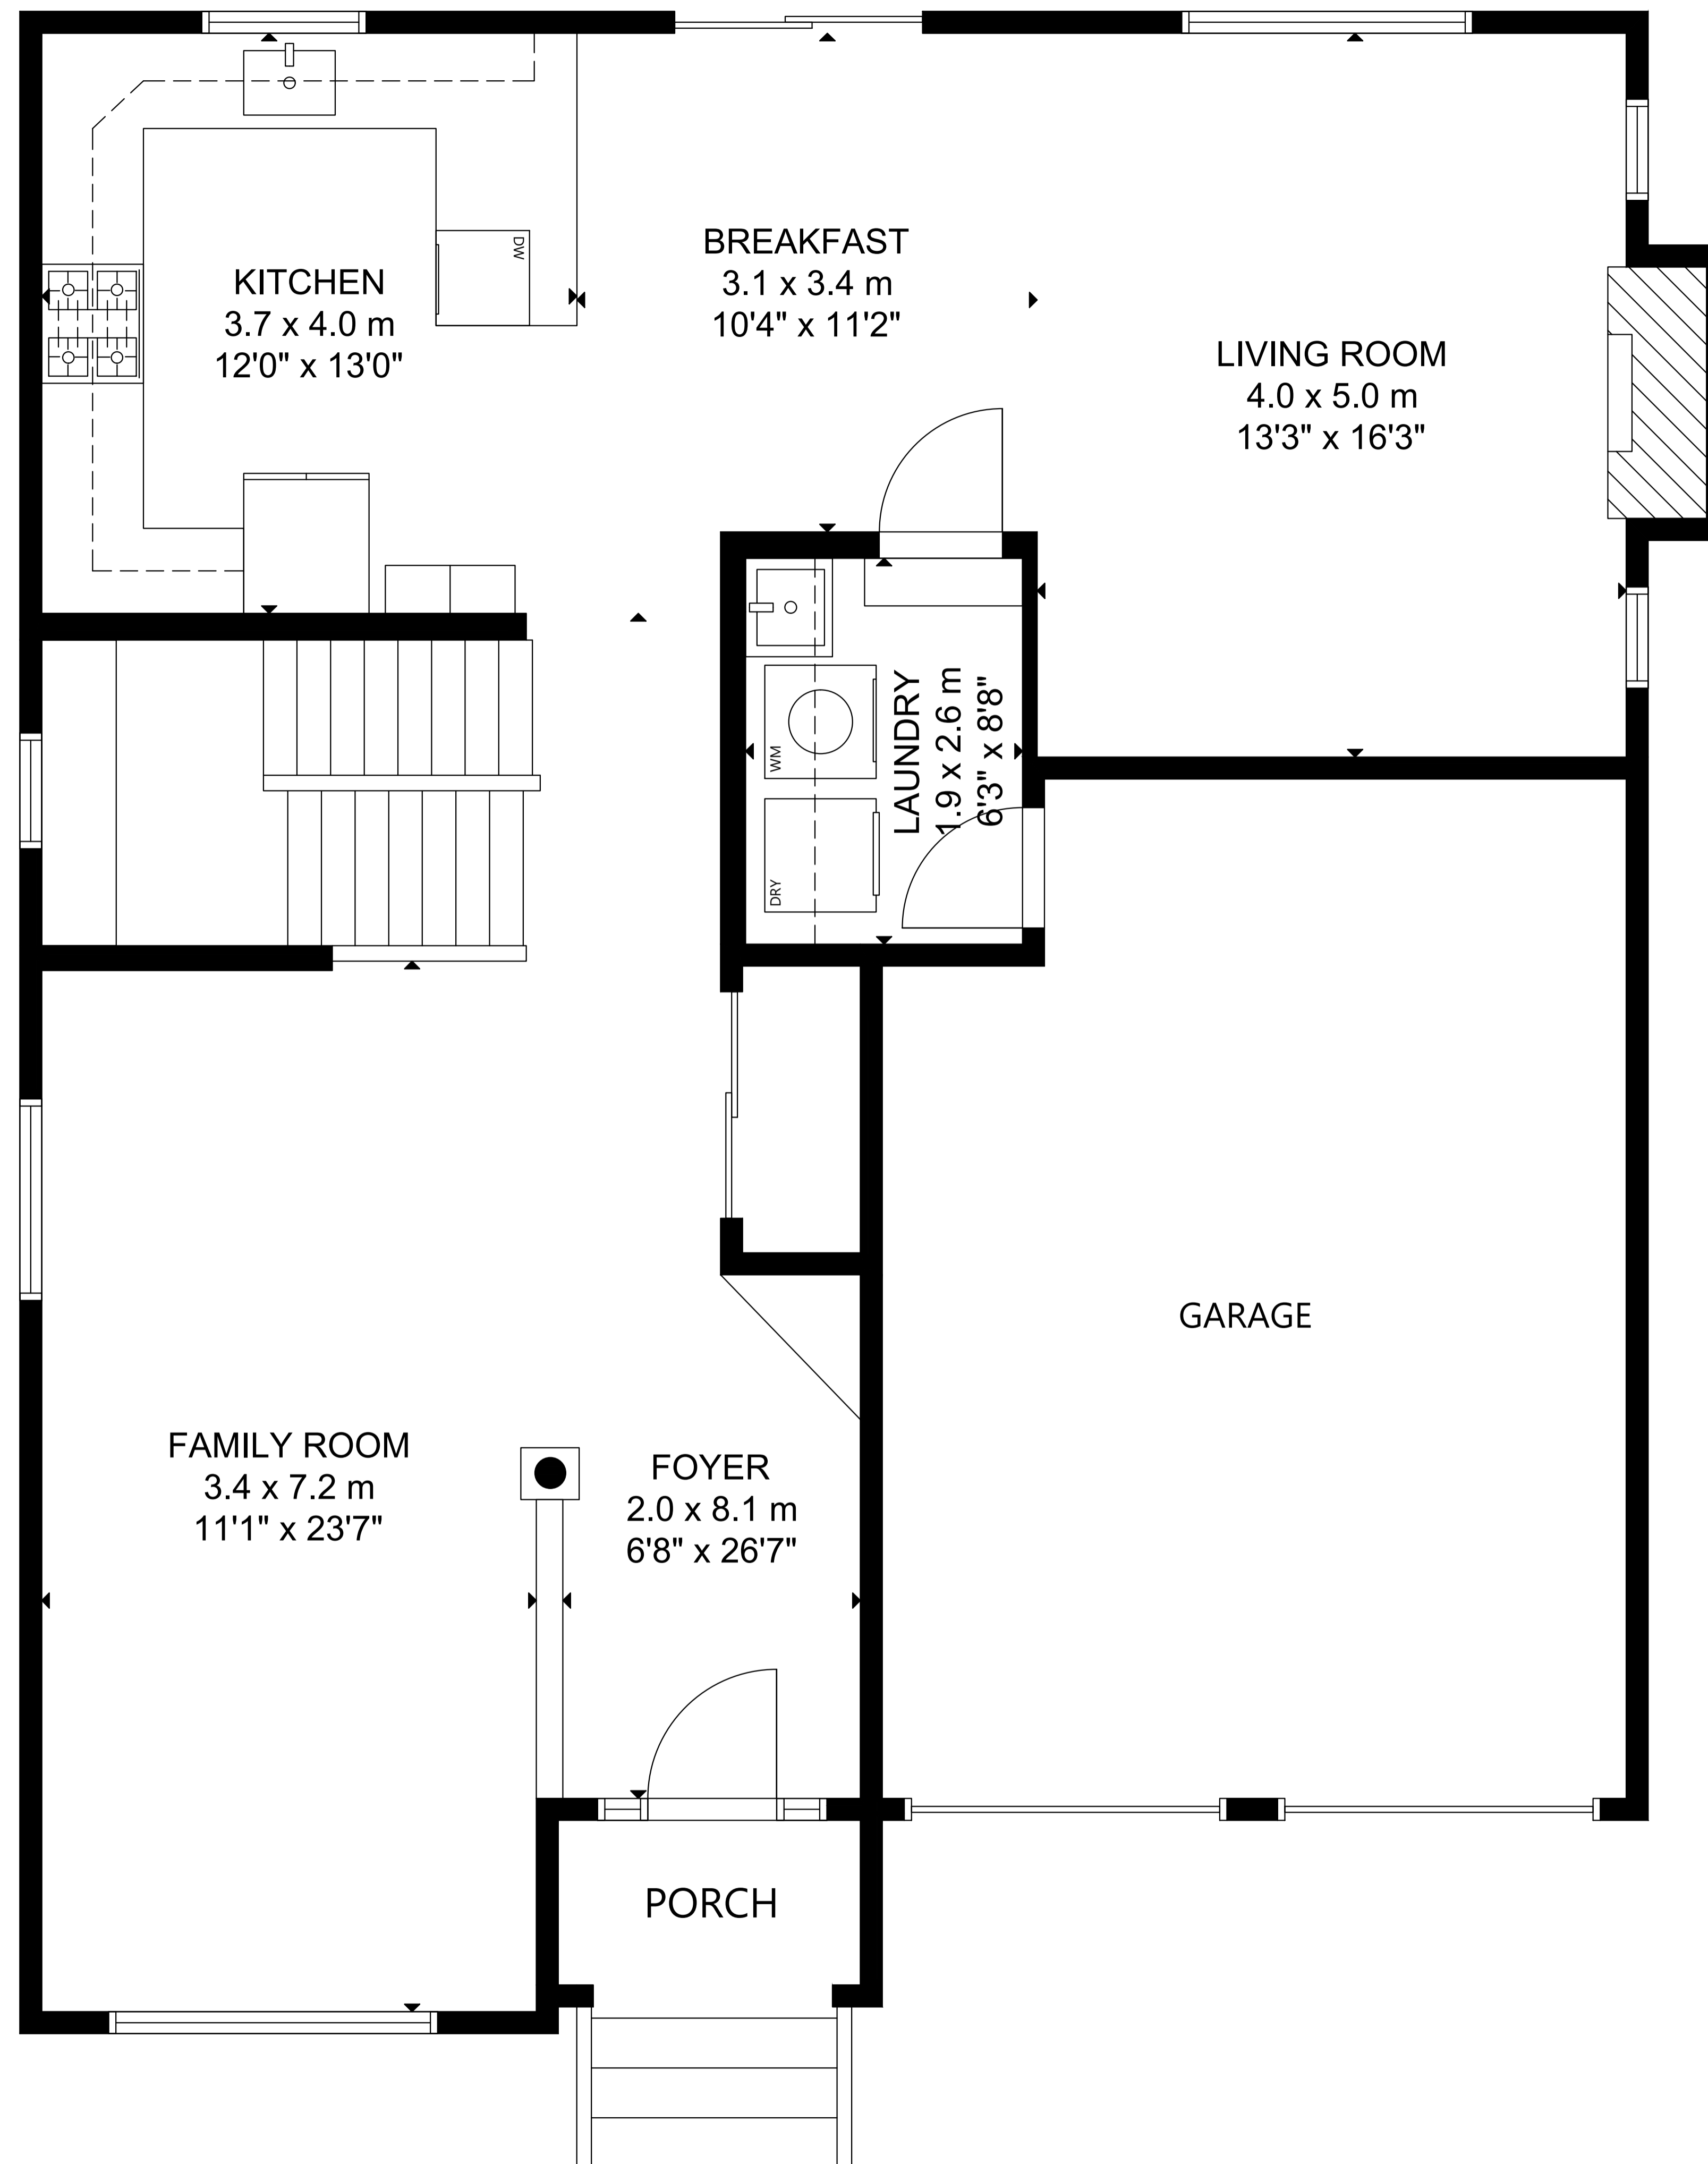 DW
KITCHEN
3.7 x 4.0 m
12'0" x 13'0"
BREAKFAST
3.1 x 3.4 m
10'4" x 11'2"
LIVING ROOM
4.0 x 5.0 m
13'3" x 16'3"
WM
DRY
LAUNDRY
1.9 x 2.6 m
6'3" x 8'8"
GARAGE
FAMILY ROOM
3.4 x 7.2 m
11'1" x 23'7"
FOYER
2.0 x 8.1 m
6'8" x 26'7"
PORCH